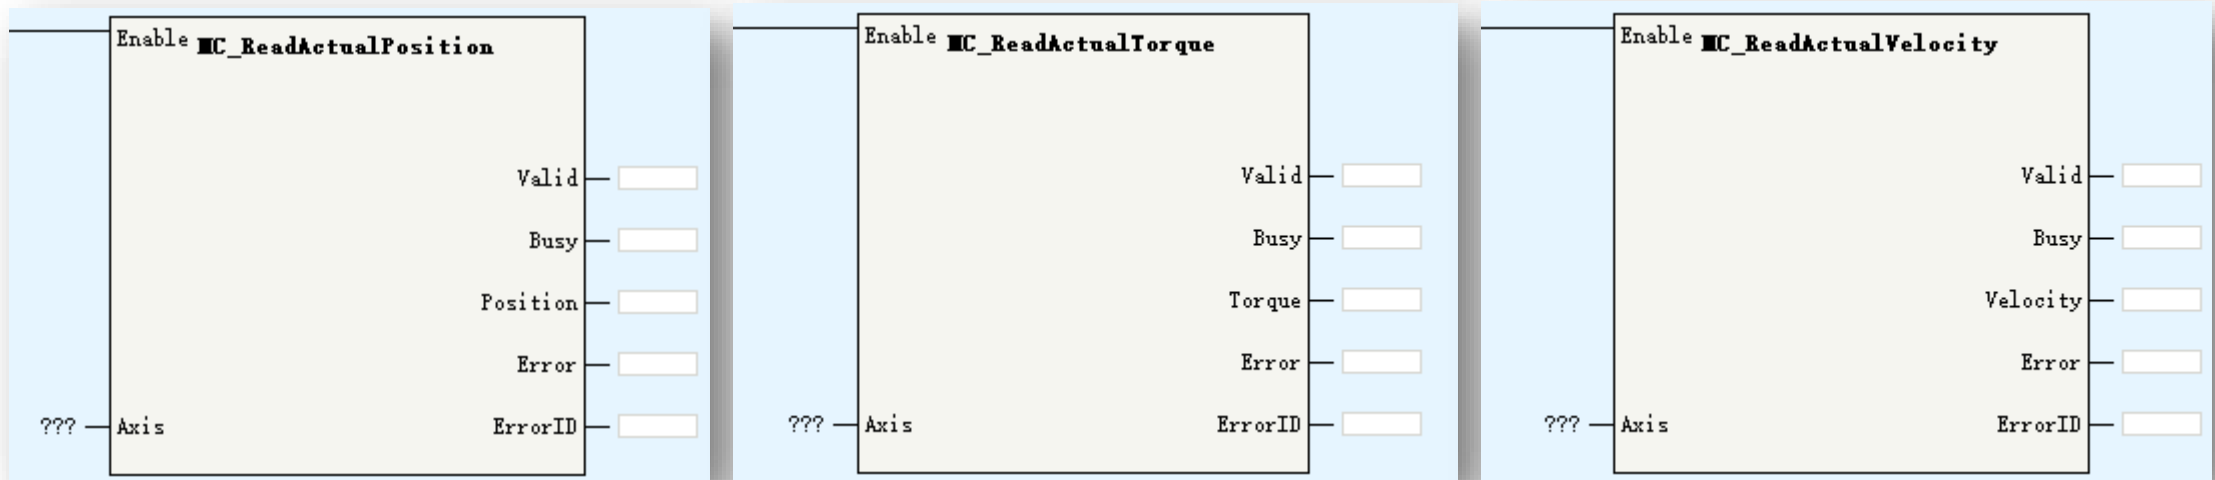 Enable MC_ReadActualPosition
Valid
Busy
Position
Error
??? Axis ErrorID
Enable MC_ReadActualTorque
Valid
Busy
Torque
Error
??? Axis ErrorID
Enable MC_ReadActualVelocity
Valid
Busy
Velocity
Error
??? Axis ErrorID